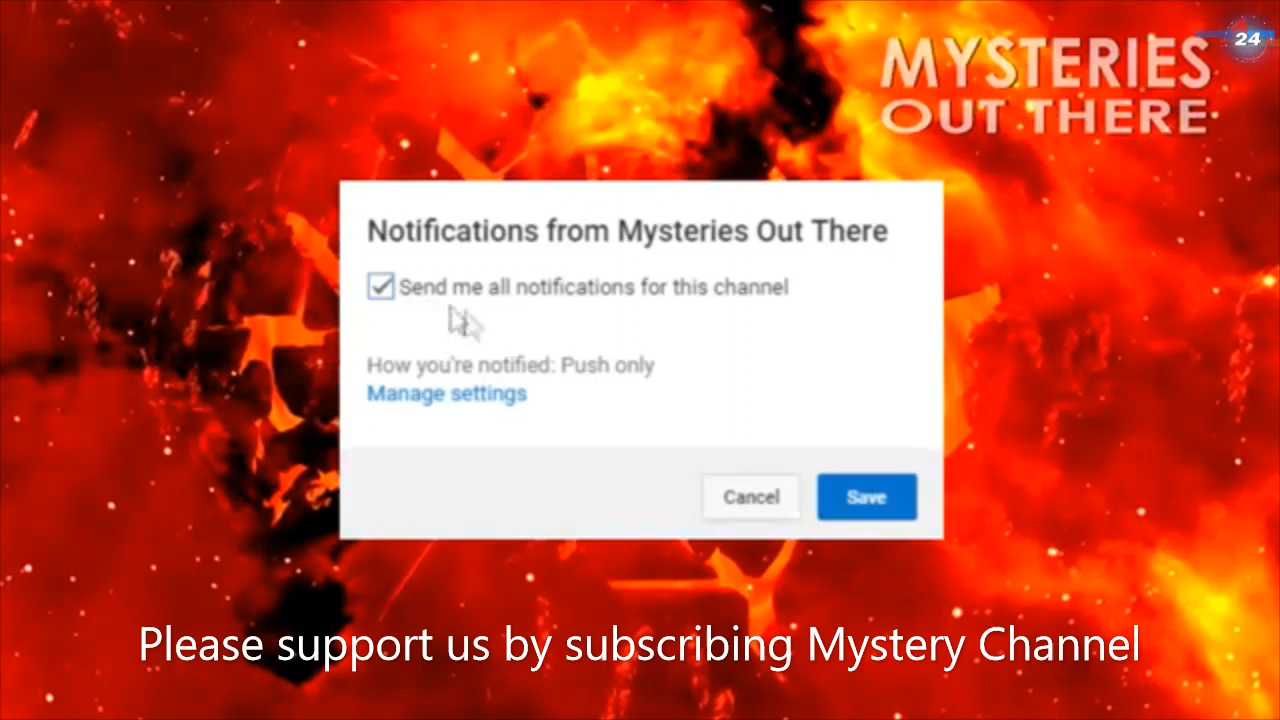 24
MYSTERIES
OUT THERE
Notifications from Mysteries Out There
Send me all notifications for this channel
How you're notified: Push only
Manage settings
Cancel
Save
Please support us by subscribing Mystery Channel